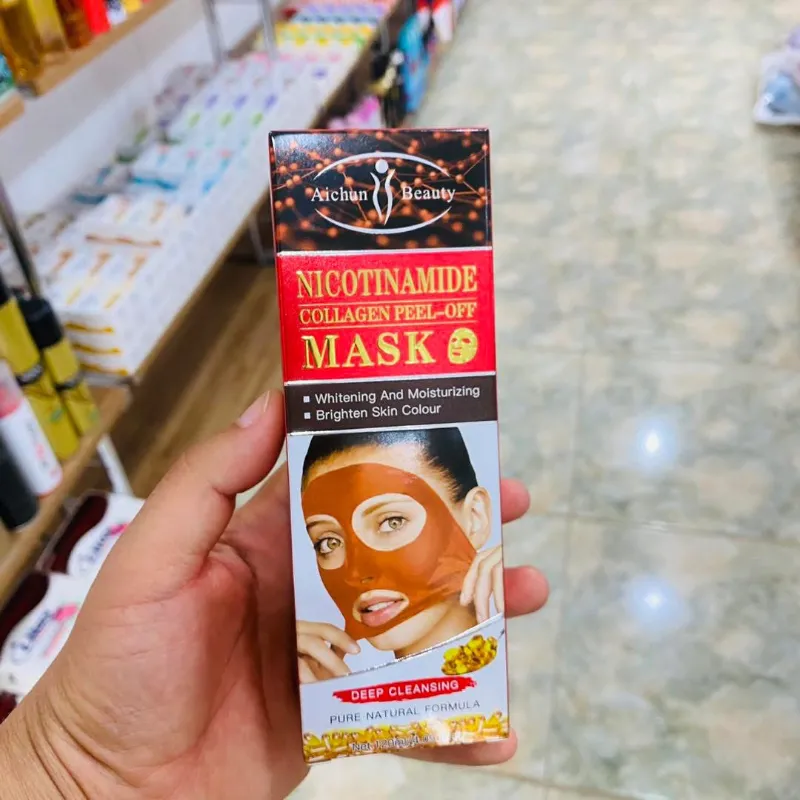 Aichun Beauty
NICOTINAMIDE
COLLAGEN PEEL-OFF
MASK
Whitening And Moisturizing
Brighten Skin Colour
DEEP CLEANSING
PURE NATURAL FORMULA